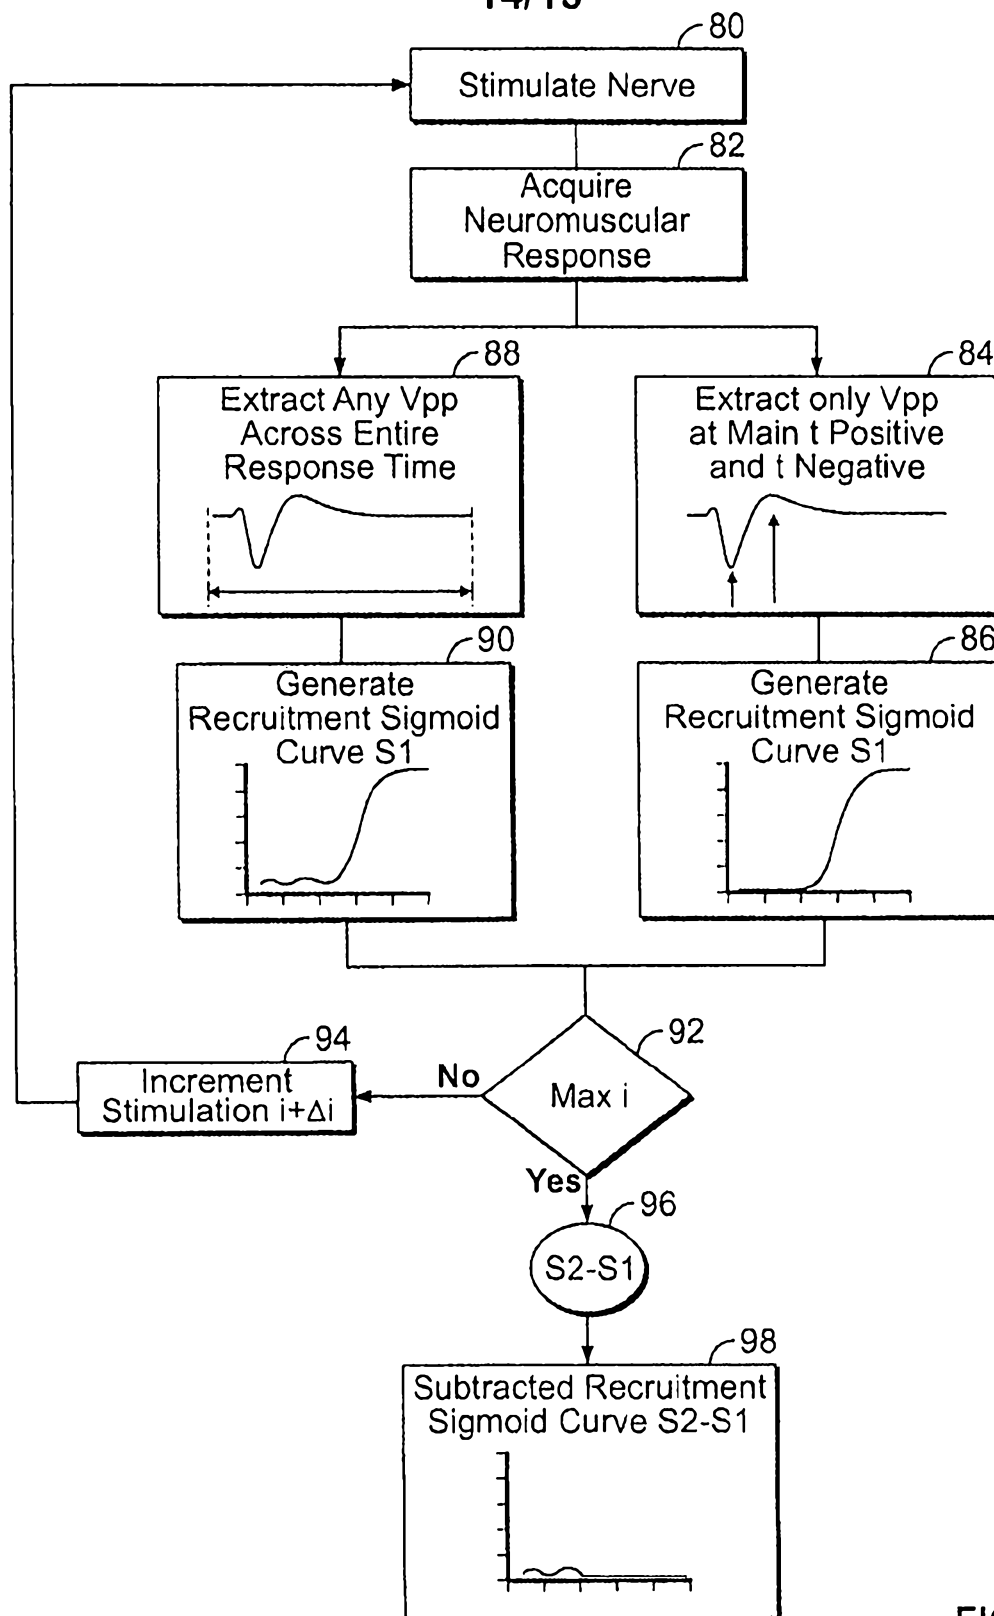 80
Stimulate Nerve
82
Acquire
Neuromuscular
Response
88
Extract Any Vpp
Across Entire
Response Time
84
Extract only Vpp
at Main t Positive
and t Negative
90
Generate
Recruitment Sigmoid
Curve S1
86
Generate
Recruitment Sigmoid
Curve S1
92
Max i
No
94
Increment
Stimulation i+Δi
Yes
96
S2-S1
98
Subtracted Recruitment
Sigmoid Curve S2-S1